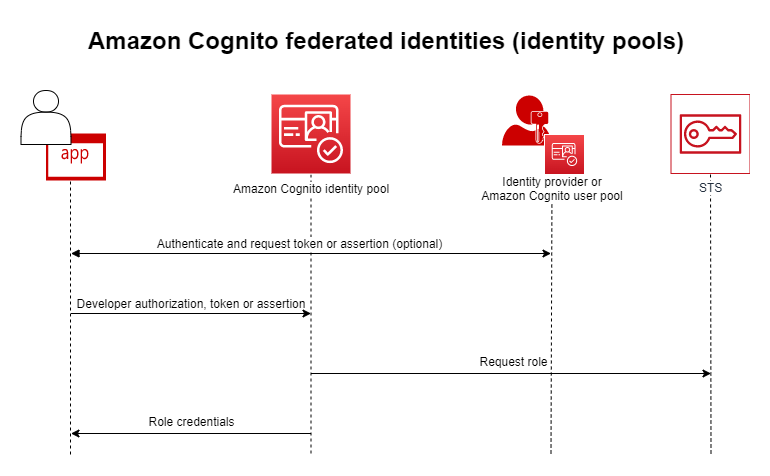 Amazon Cognito federated identities (identity pools)
app
Amazon Cognito identity pool
Identity provider or
Amazon Cognito user pool
STS
Authenticate and request token or assertion (optional)
Developer authorization, token or assertion
Request role
Role credentials